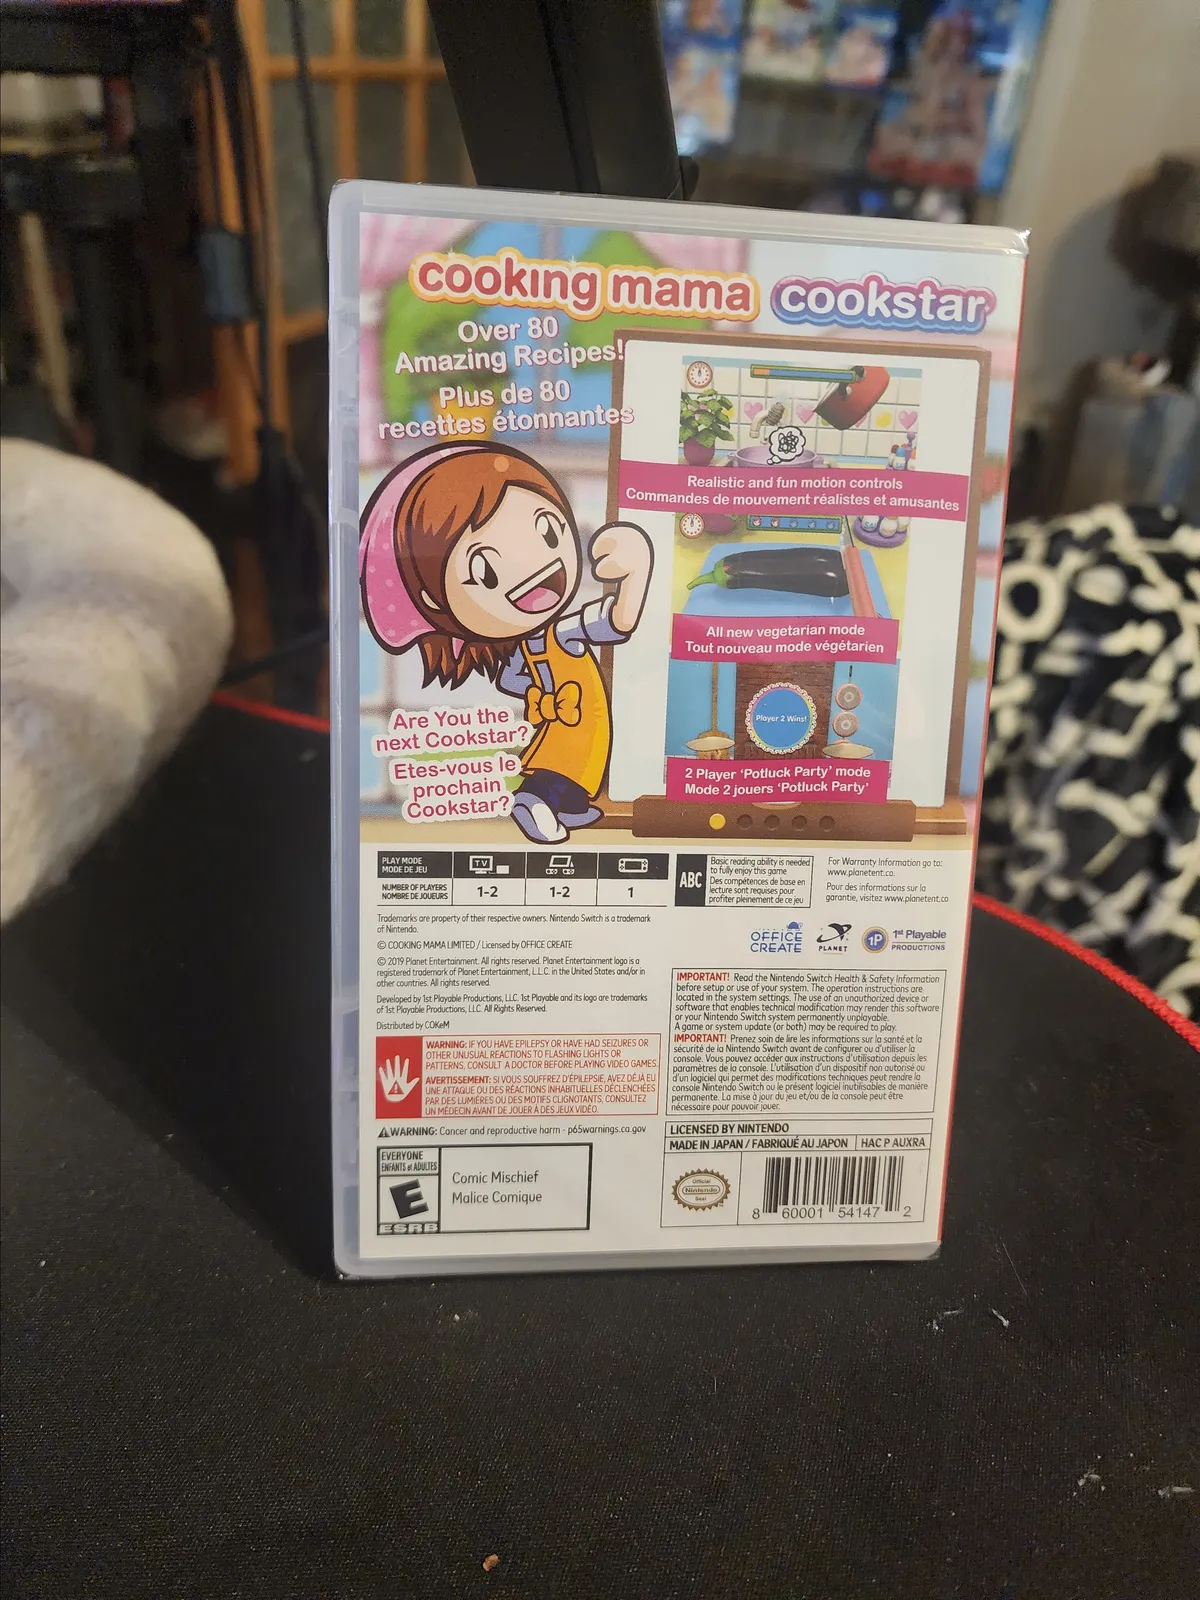 cooking mama cookstar
Over 80
Amazing Recipes!
Plus de 80
recettes étonnantes
Realistic and fun motion controls
Commandes de mouvement réalistes et amusantes
All new vegetarian mode
Tout nouveau mode végétarien
Player 2 Wins!
2 Player 'Potluck Party' mode
Mode 2 jouers 'Potluck Party'
Are You the
next Cookstar?
Etes-vous le
prochain
Cookstar?
PLAY MODE
MODE DE JEU
TV
NUMBER OF PLAYERS
NOMBRE DE JOUEURS
1-2
1-2
1
ABC
Basic reading ability is needed
to fully enjoy this game
Des compétences de base en
lecture sont requises pour
profiter pleinement de ce jeu
For Warranty Information go to:
www.planetent.co.
Pour des informations sur la
garantie, visitez www.planetent.co
Trademarks are property of their respective owners. Nintendo Switch is a trademark
of Nintendo.
© COOKING MAMA LIMITED / Licensed by OFFICE CREATE
© 2019 Planet Entertainment. All rights reserved. Planet Entertainment logo is a
registered trademark of Planet Entertainment, L.L.C. in the United States and/or in
other countries. All rights reserved.
Developed by 1st Playable Productions, LLC. 1st Playable and its logo are trademarks
of 1st Playable Productions, LLC. All Rights Reserved.
Distributed by COKeM
OFFICE
CREATE
PLANET
1P
1st Playable
PRODUCTIONS
IMPORTANT! Read the Nintendo Switch Health & Safety Information
before setup or use of your system. The operation instructions are
located in the system settings. The use of an unauthorized device or
software that enables technical modification may render this software
or your Nintendo Switch system permanently unplayable.
A game or system update (or both) may be required to play.
IMPORTANT! Prenez soin de lire les informations sur la santé et la
sécurité de la Nintendo Switch avant de configurer ou d'utiliser la
console. Vous pouvez accéder aux instructions d'utilisation depuis les
paramètres de la console. L'utilisation d'un dispositif non autorisé ou
d'un logiciel qui permet des modifications techniques peut rendre la
console Nintendo Switch ou le présent logiciel inutilisables de manière
permanente. La mise à jour du jeu et/ou de la console peut être
nécessaire pour pouvoir jouer.
WARNING: IF YOU HAVE EPILEPSY OR HAVE HAD SEIZURES OR
OTHER UNUSUAL REACTIONS TO FLASHING LIGHTS OR
PATTERNS, CONSULT A DOCTOR BEFORE PLAYING VIDEO GAMES.
AVERTISSEMENT: SI VOUS SOUFFREZ D'ÉPILEPSIE, AVEZ DÉJÀ EU
UNE ATTAQUE OU DES RÉACTIONS INHABITUELLES DÉCLENCHÉES
PAR DES LUMIÈRES OU DES MOTIFS CLIGNOTANTS, CONSULTEZ
UN MÉDECIN AVANT DE JOUER À DES JEUX VIDÉO.
WARNING: Cancer and reproductive harm - p65warnings.ca.gov
EVERYONE
ENFANTS et ADULTES
E
ESRB
Comic Mischief
Malice Comique
LICENSED BY NINTENDO
MADE IN JAPAN / FABRIQUÉ AU JAPON
HAC P AUXRA
Official
Nintendo
Seal
8 60001 54147 2